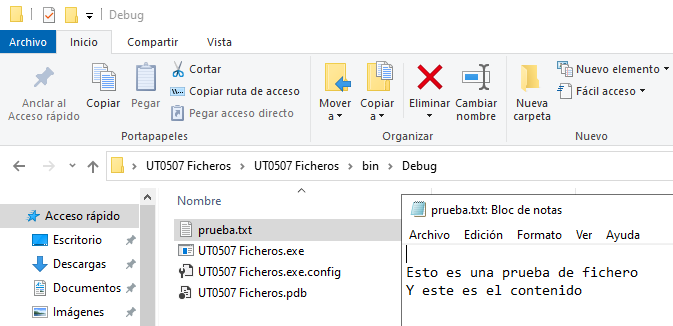 Debug
Archivo Inicio Compartir Vista
Anclar al Acceso rápido
Copiar
Pegar
Cortar
Copiar ruta de acceso
Pegar acceso directo
Portapapeles
Mover a
Copiar a
Eliminar
Cambiar nombre
Organizar
Nueva carpeta
Nuevo elemento
Fácil acceso
Nuevo
UT0507 Ficheros > UT0507 Ficheros > bin > Debug
Acceso rápido
Escritorio
Descargas
Documentos
Imágenes
Nombre
prueba.txt
UT0507 Ficheros.exe
UT0507 Ficheros.exe.config
UT0507 Ficheros.pdb
prueba.txt: Bloc de notas
Archivo Edición Formato Ver Ayuda
Esto es una prueba de fichero
Y este es el contenido